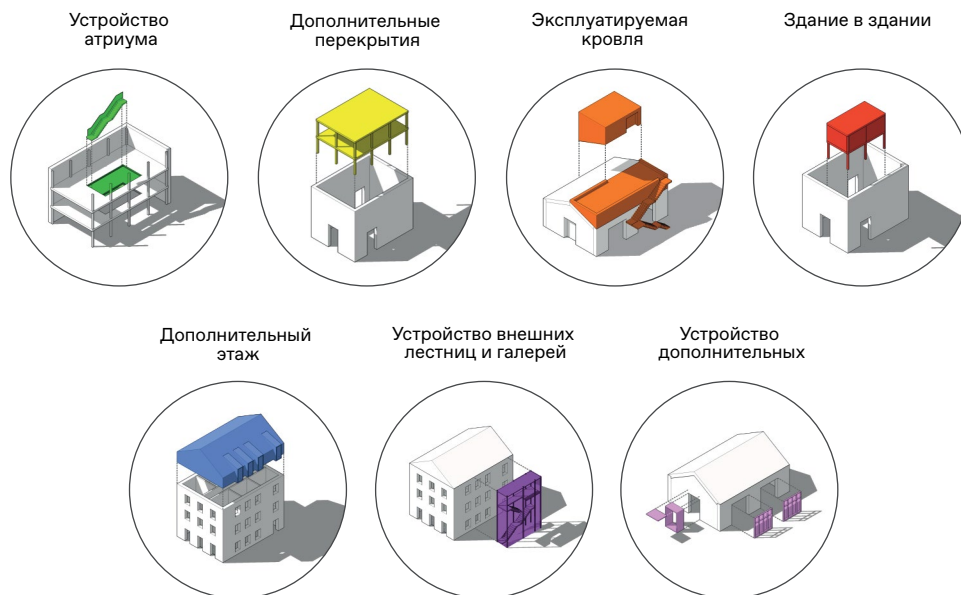 Устройство
атриума
Дополнительные
перекрытия
Эксплуатируемая
кровля
Здание в здании
Дополнительный
этаж
Устройство внешних
лестниц и галерей
Устройство
дополнительных